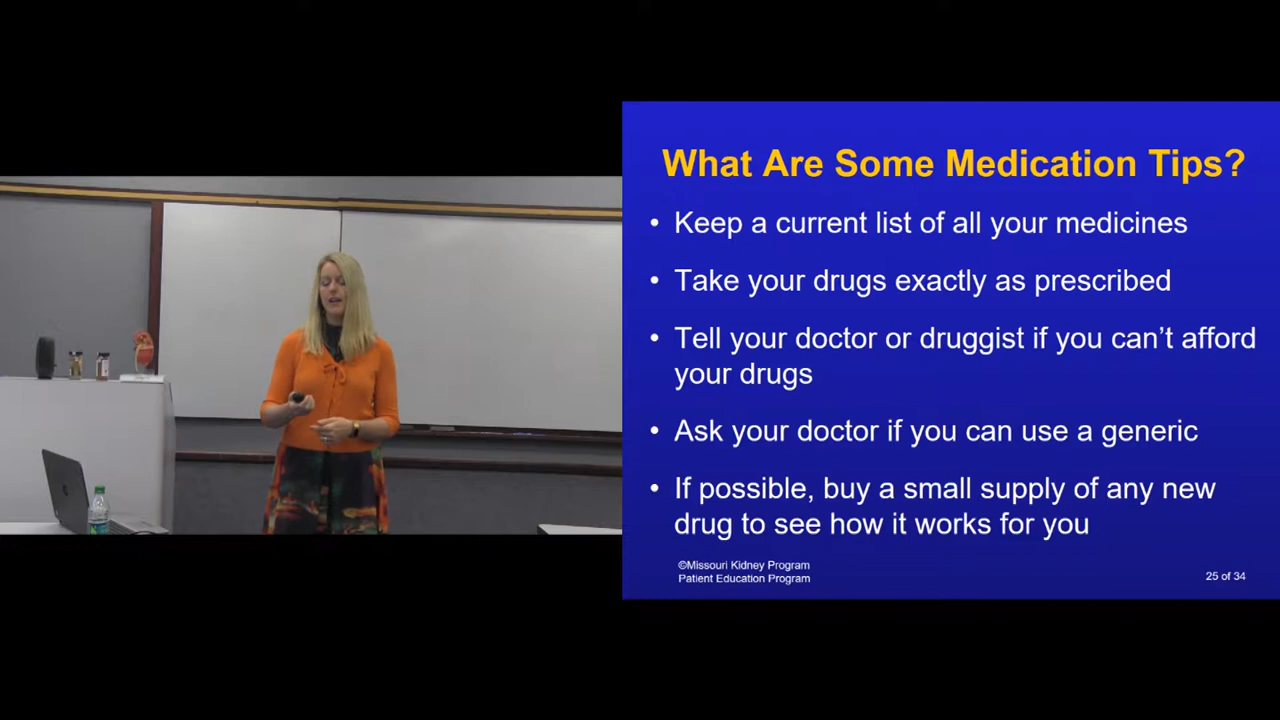 What Are Some Medication Tips?
• Keep a current list of all your medicines
• Take your drugs exactly as prescribed
• Tell your doctor or druggist if you can’t afford
your drugs
• Ask your doctor if you can use a generic
• If possible, buy a small supply of any new
drug to see how it works for you
©Missouri Kidney Program
Patient Education Program
25 of 34